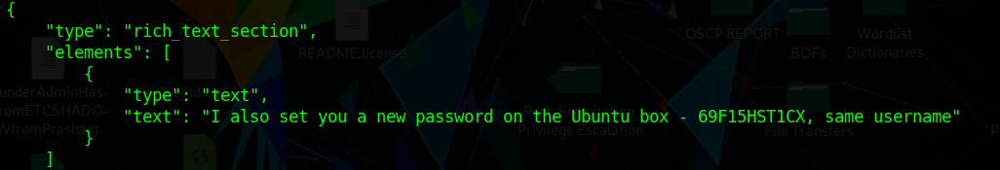 {
"type": "rich_text_section",
"elements": [
{
"type": "text",
"text": "I also set you a new password on the Ubuntu box - 69F15HST1CX, same username"
}
]
README.license
OSCP REPORT
BOFs
Wordlist
Dictionaries
underAdminHas-
romETCSHADO-
WfromPrashant
Privilege Escalation
File Transfers